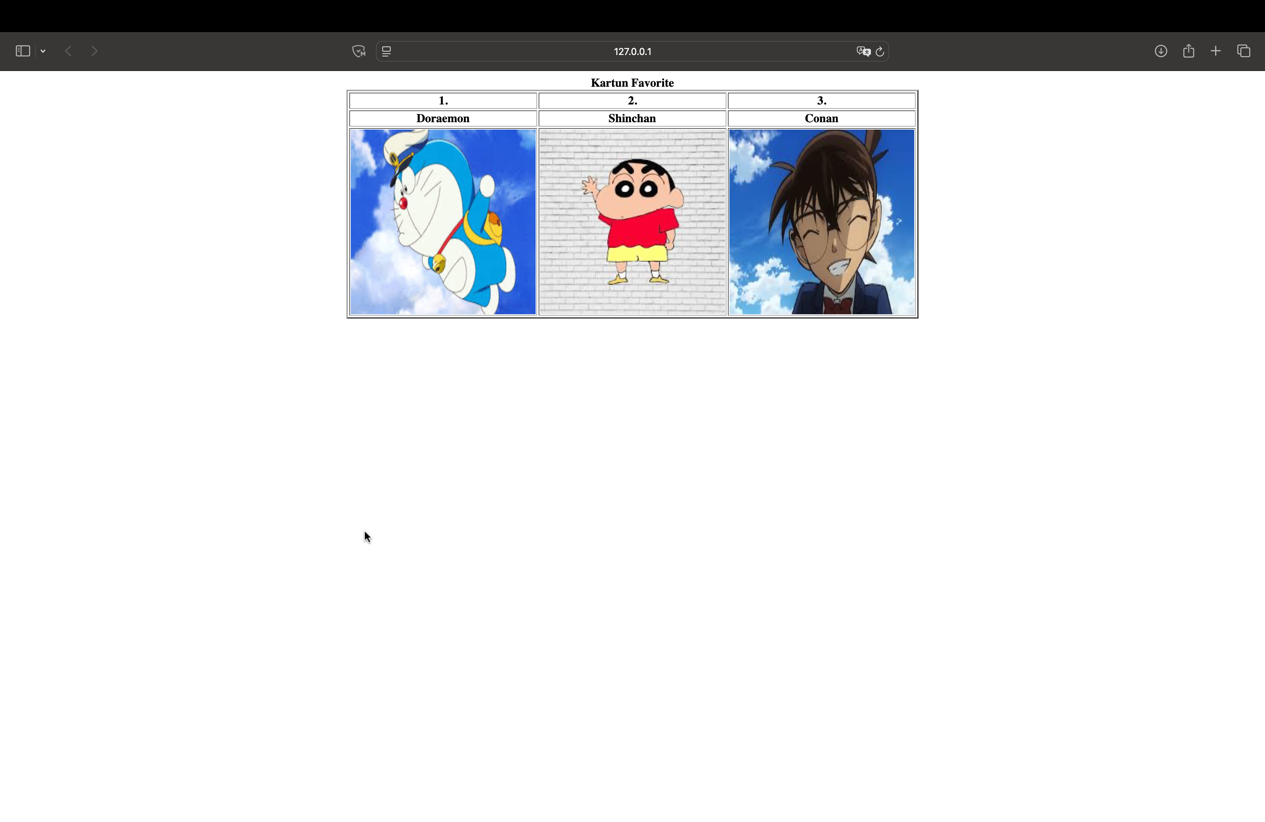 127.0.0.1
Kartun Favorite
1. 2. 3.
Doraemon Shinchan Conan